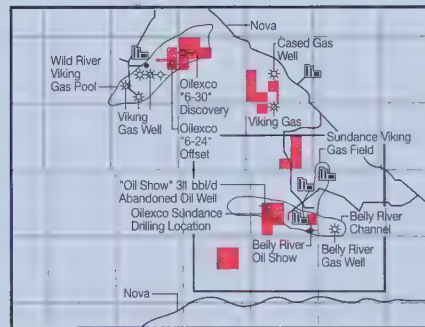 Nova
Wild River
Viking
Gas Pool
Cased Gas
Well
Oilexco
"6-30"
Discovery
Viking
Gas Well
Viking Gas
Oilexco
"6-24"
Offset
Sundance Viking
Gas Field
"Oil Show" 311 bbl/d
Abandoned Oil Well
Oilexco Sundance
Drilling Location
Belly River
Channel
Belly River
Oil Show
Belly River
Gas Well
Nova